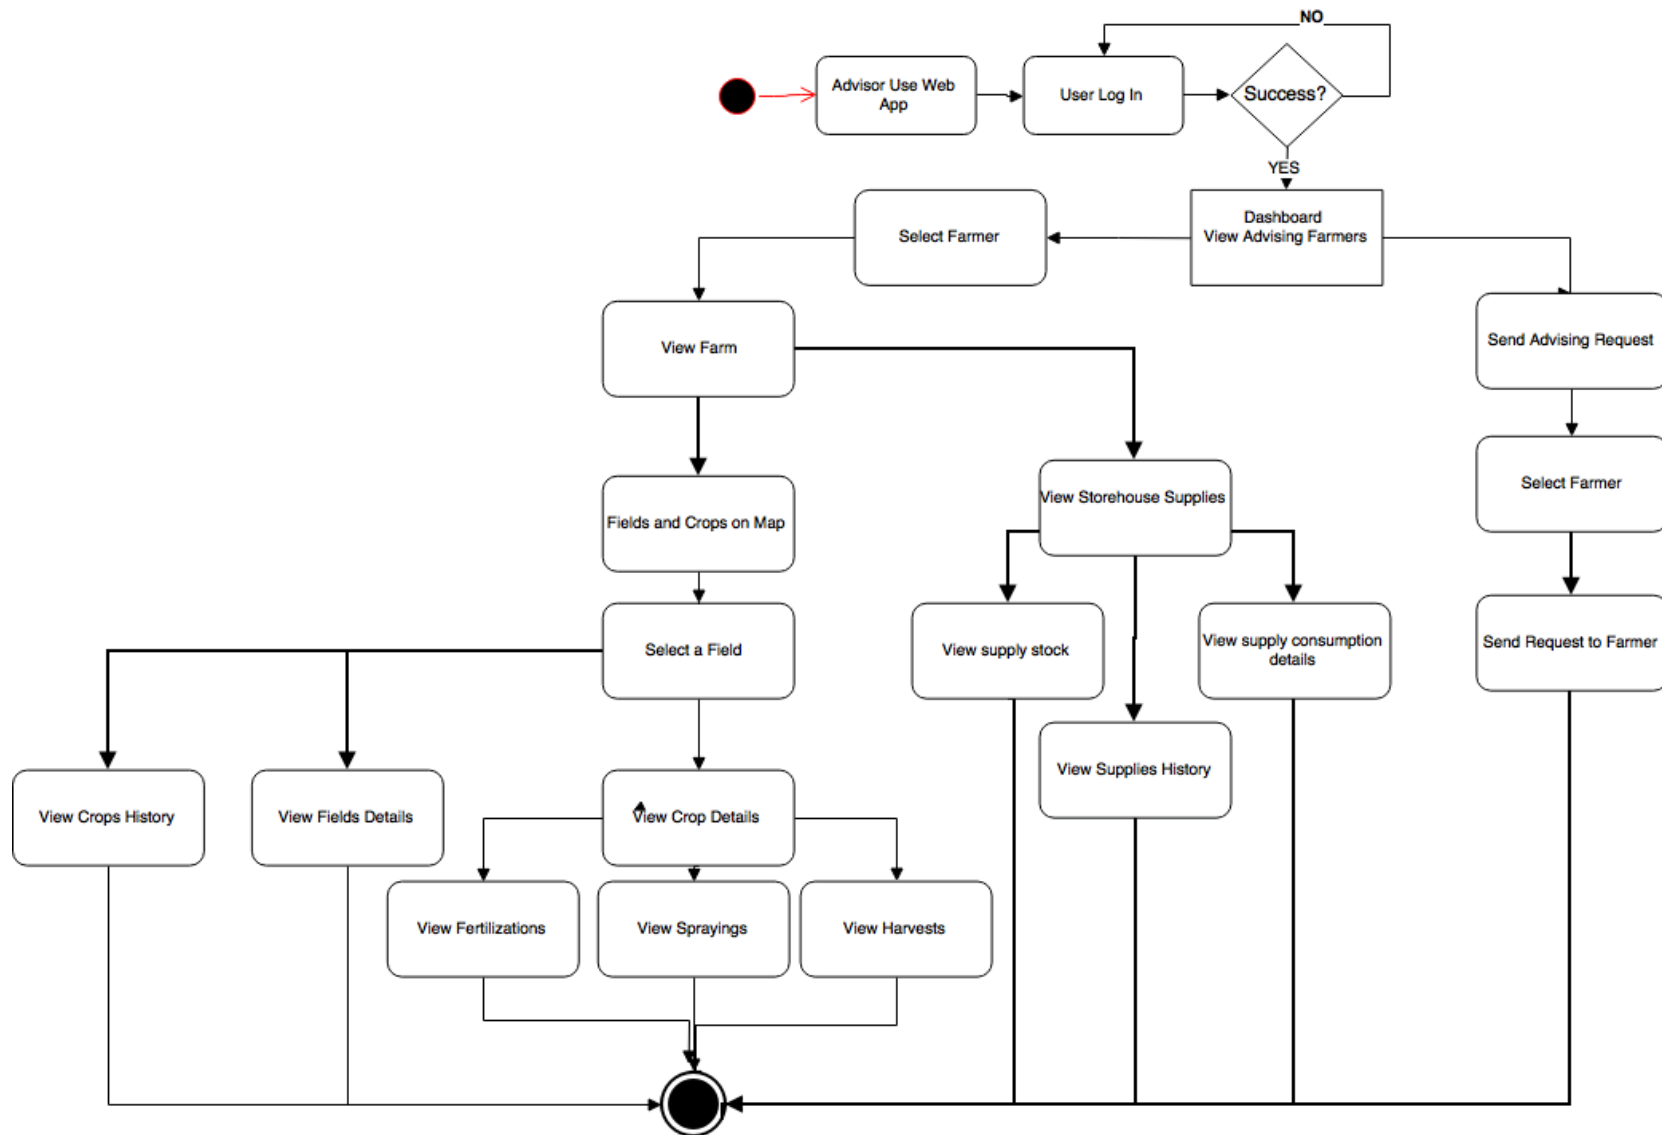 NO
Advisor Use Web
App
User Log In
Success?
YES
Select Farmer
Dashboard
View Advising Farmers
View Farm
Send Advising Request
Fields and Crops on Map
View Storehouse Supplies
Select Farmer
Select a Field
View supply stock
View supply consumption
details
Send Request to Farmer
View Crops History
View Fields Details
View Crop Details
View Supplies History
View Fertilizations
View Sprayings
View Harvests